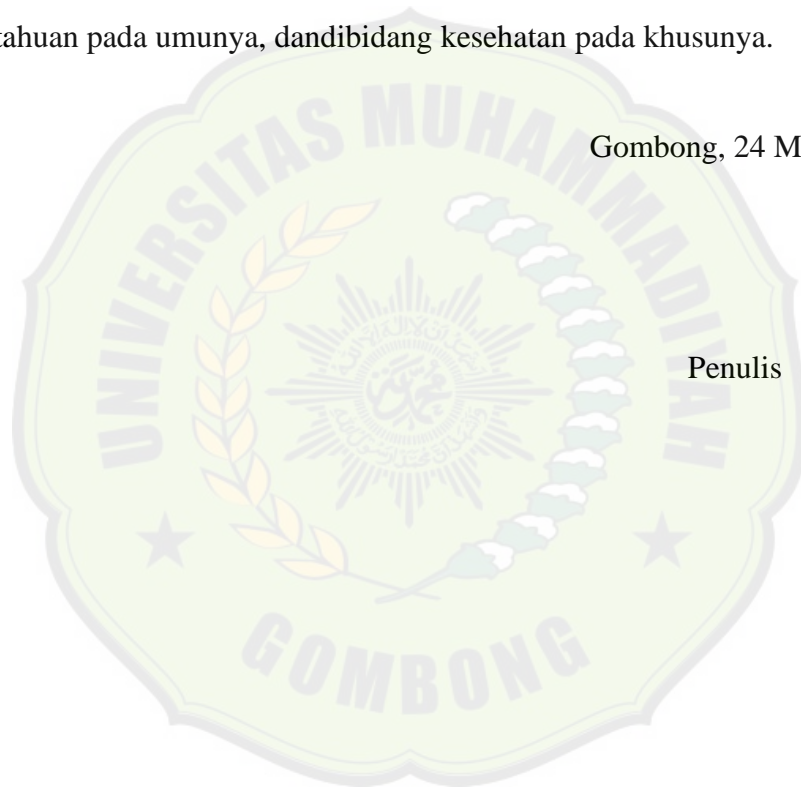 tahuan pada umunya, dandibidang kesehatan pada khusunya.
Gombong, 24 M
Penulis
UNIVERSITAS MUHAMMADIYAH
GOMBONG